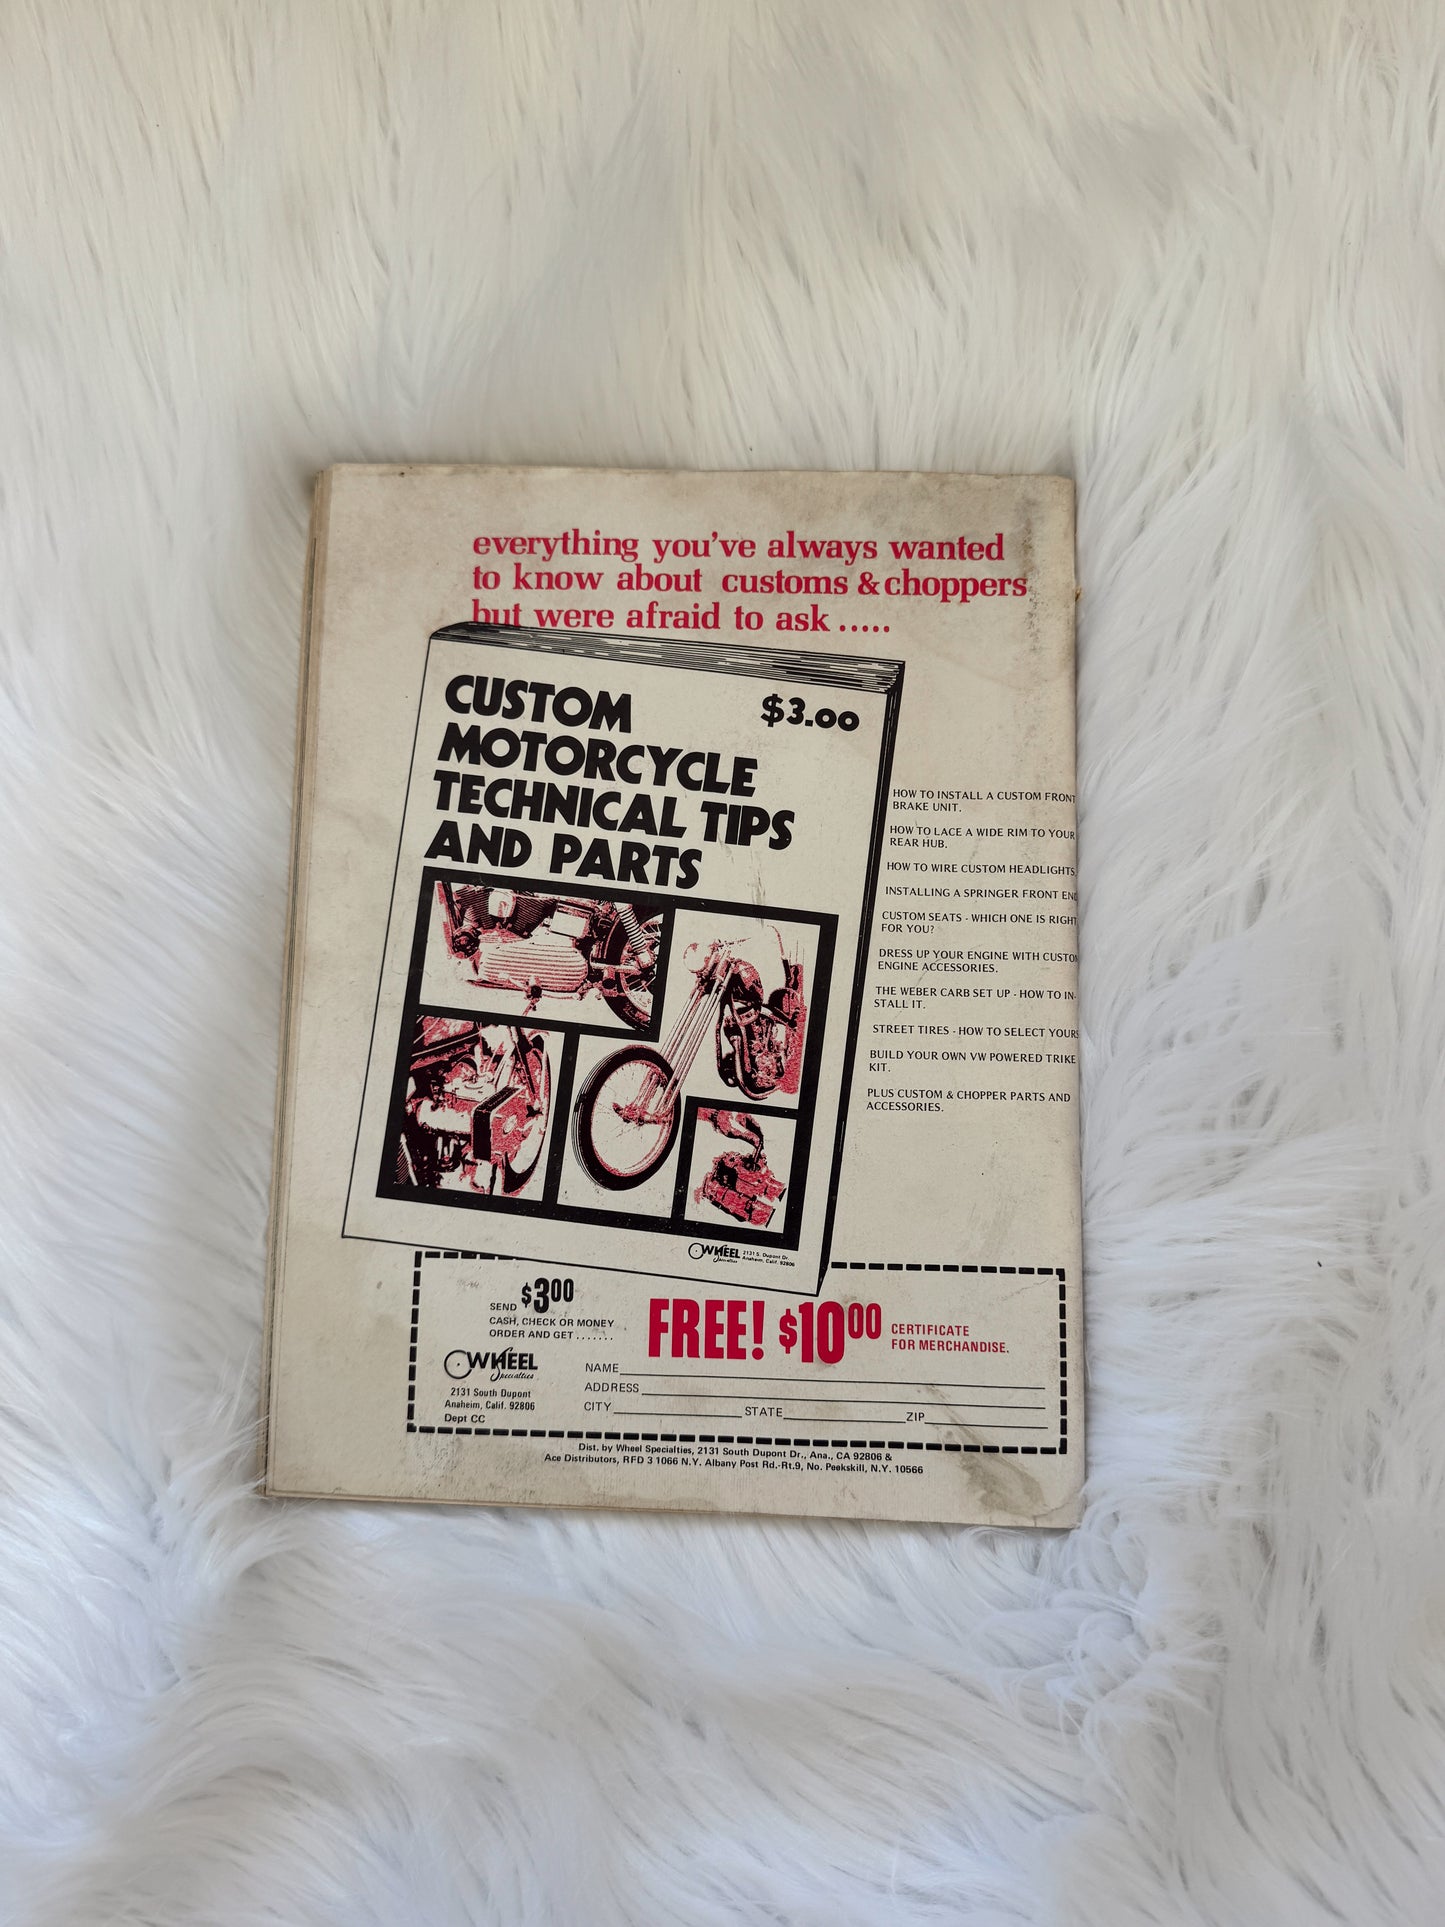 everything you've always wanted
to know about customs & choppers
but were afraid to ask .....
CUSTOM
MOTORCYCLE
TECHNICAL TIPS
AND PARTS
$3.00
HOW TO INSTALL A CUSTOM FRONT
BRAKE UNIT.
HOW TO LACE A WIDE RIM TO YOUR
REAR HUB.
HOW TO WIRE CUSTOM HEADLIGHTS.
INSTALLING A SPRINGER FRONT END
CUSTOM SEATS - WHICH ONE IS RIGHT
FOR YOU?
DRESS UP YOUR ENGINE WITH CUSTOM
ENGINE ACCESSORIES.
THE WEBER CARB SET UP - HOW TO IN-
STALL IT.
STREET TIRES - HOW TO SELECT YOURS
BUILD YOUR OWN VW POWERED TRIKE
KIT.
PLUS CUSTOM & CHOPPER PARTS AND
ACCESSORIES.
WHEEL
Specialties
2131 S. Dupont Dr.
Anaheim, Calif. 92806
SEND $3.00
CASH, CHECK OR MONEY
ORDER AND GET .......
FREE! $10.00 CERTIFICATE
FOR MERCHANDISE.
WHEEL
Specialties
2131 South Dupont
Anaheim, Calif. 92806
Dept CC
NAME
ADDRESS
CITY STATE ZIP
Dist. by Wheel Specialties, 2131 South Dupont Dr., Ana., CA 92806 &
Ace Distributors, RFD 3 1066 N.Y. Albany Post Rd.-Rt.9, No. Peekskill, N.Y. 10566